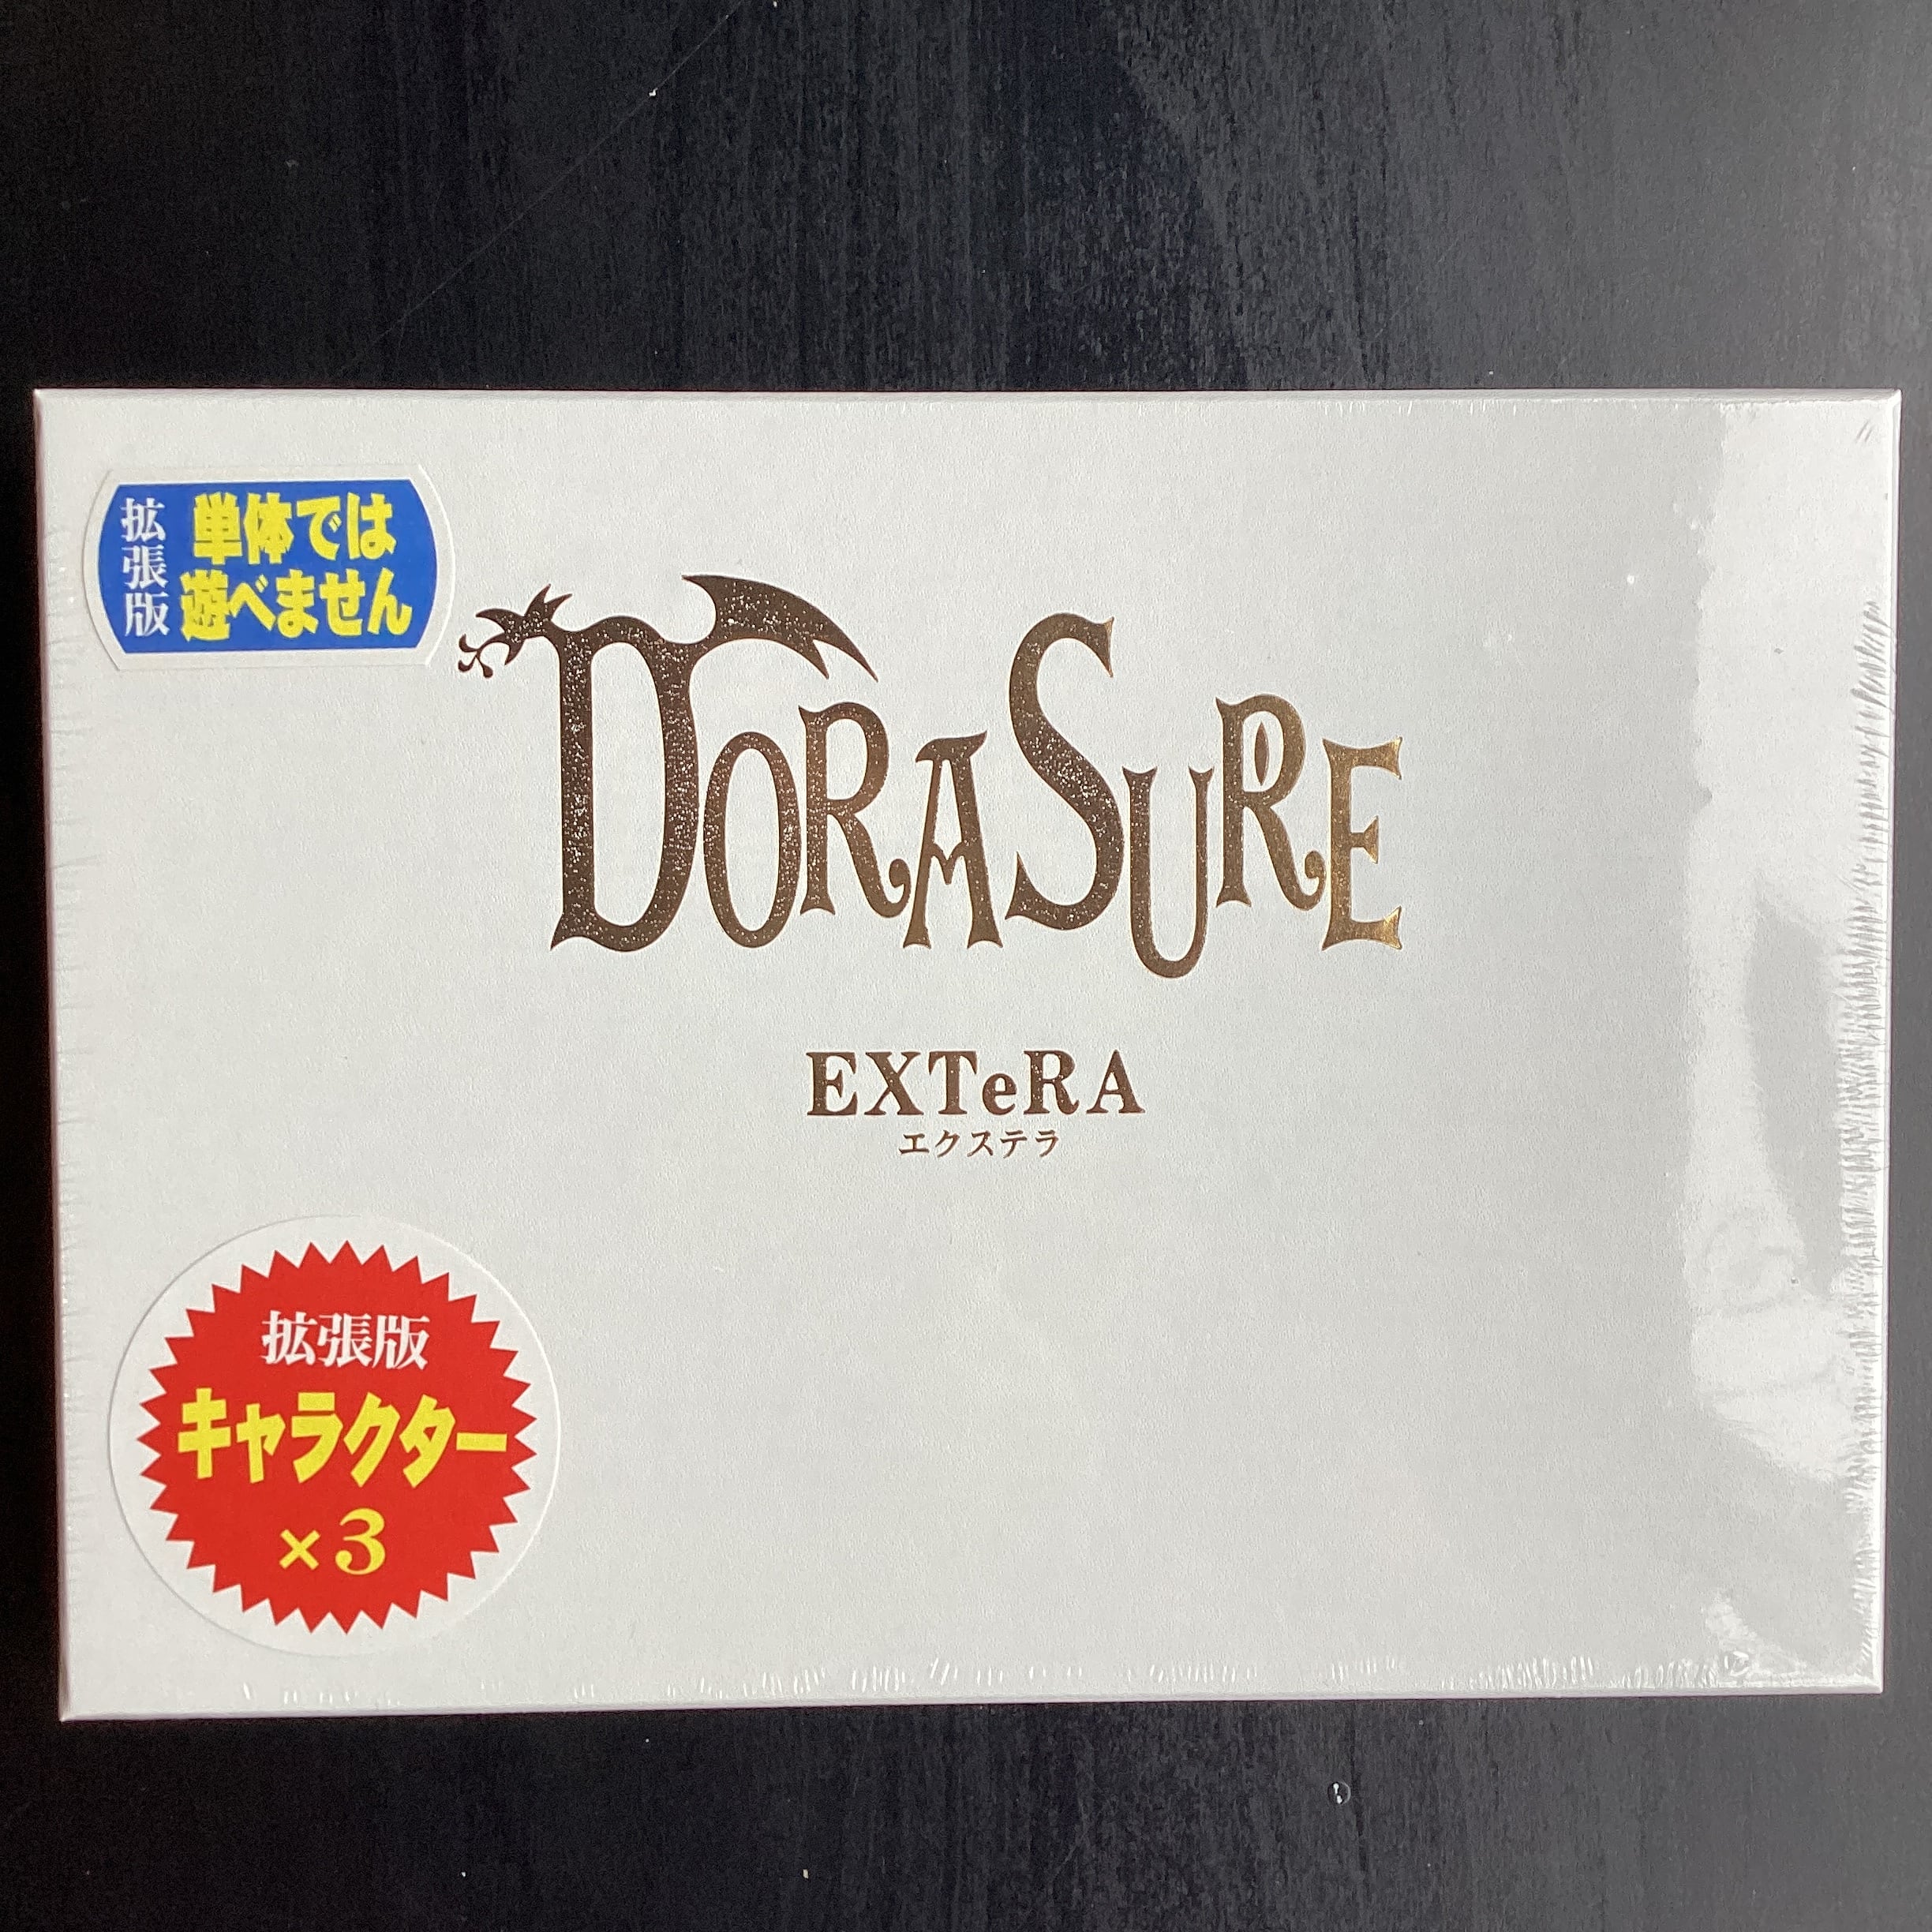 拡張版
単体では
遊べません
DORASURE
EXTeRA
エクステラ
拡張版
キャラクター
×3